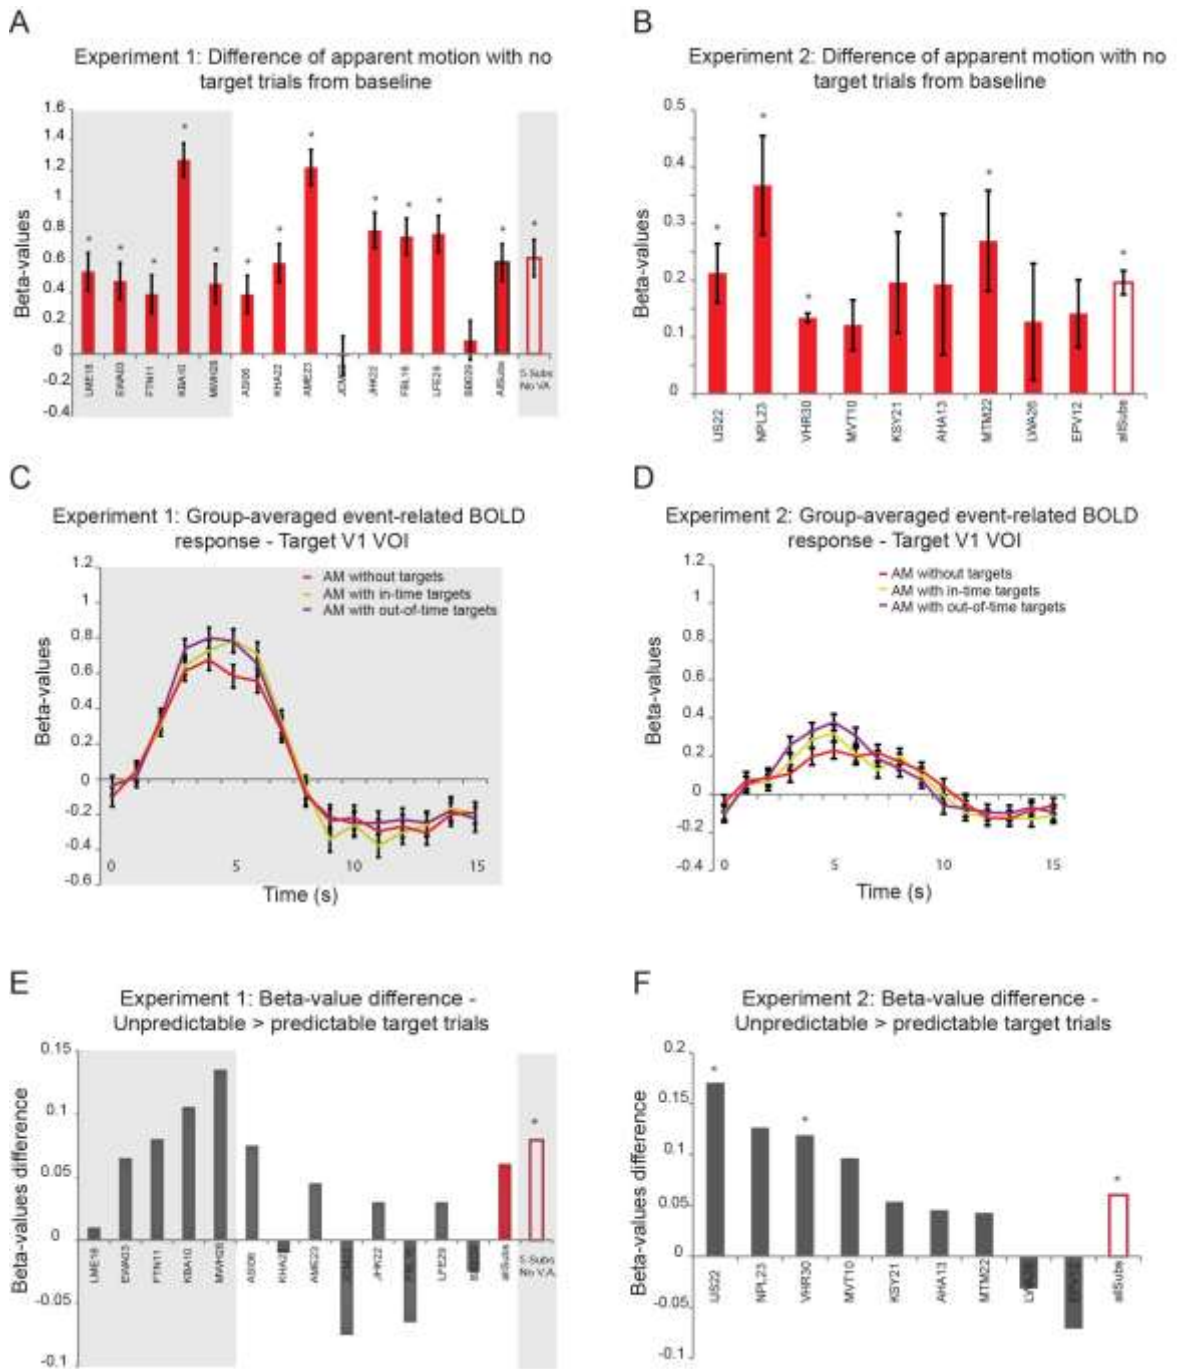 A
Experiment 1: Difference of apparent motion with no
target trials from baseline
Beta-values
1.6
1.4
1.2
1
0.8
0.6
0.4
0.2
0
-0.2
-0.4
LME18
EWA03
FTN11
KBA10
MWH28
ASI06
KHA22
AME23
JHK22
LFE29
AllSubs
5 Subs
No VA
B
Experiment 2: Difference of apparent motion with no
target trials from baseline
Beta-values
0.5
0.4
0.3
0.2
0.1
0
IJS22
NPL23
VHR30
MVT10
KSY21
AHA13
MTM22
LWA26
EPV12
allSubs
C
Experiment 1: Group-averaged event-related BOLD
response - Target V1 VOI
AM without targets
AM with in-time targets
AM with out-of-time targets
Beta-values
1.2
1
0.8
0.6
0.4
0.2
0
-0.2
-0.4
-0.6
0
5
10
15
Time (s)
D
Experiment 2: Group-averaged event-related BOLD
response - Target V1 VOI
AM without targets
AM with in-time targets
AM with out-of-time targets
Beta-values
1.2
1
0.8
0.6
0.4
0.2
0
-0.2
-0.4
0
5
10
15
Time (s)
E
Experiment 1: Beta-value difference -
Unpredictable > predictable target trials
Beta-values difference
0.15
0.1
0.05
0
-0.05
-0.1
LME18
EWA03
FTN11
KBA10
MWH28
ASI06
AME23
JHK22
LFE29
allSubs
5 Subs
No V.A.
F
Experiment 2: Beta-value difference -
Unpredictable > predictable target trials
Beta-values difference
0.2
0.15
0.1
0.05
0
-0.05
-0.1
IJS22
NPL23
VHR30
MVT10
KSY21
AHA13
MTM22
allSubs